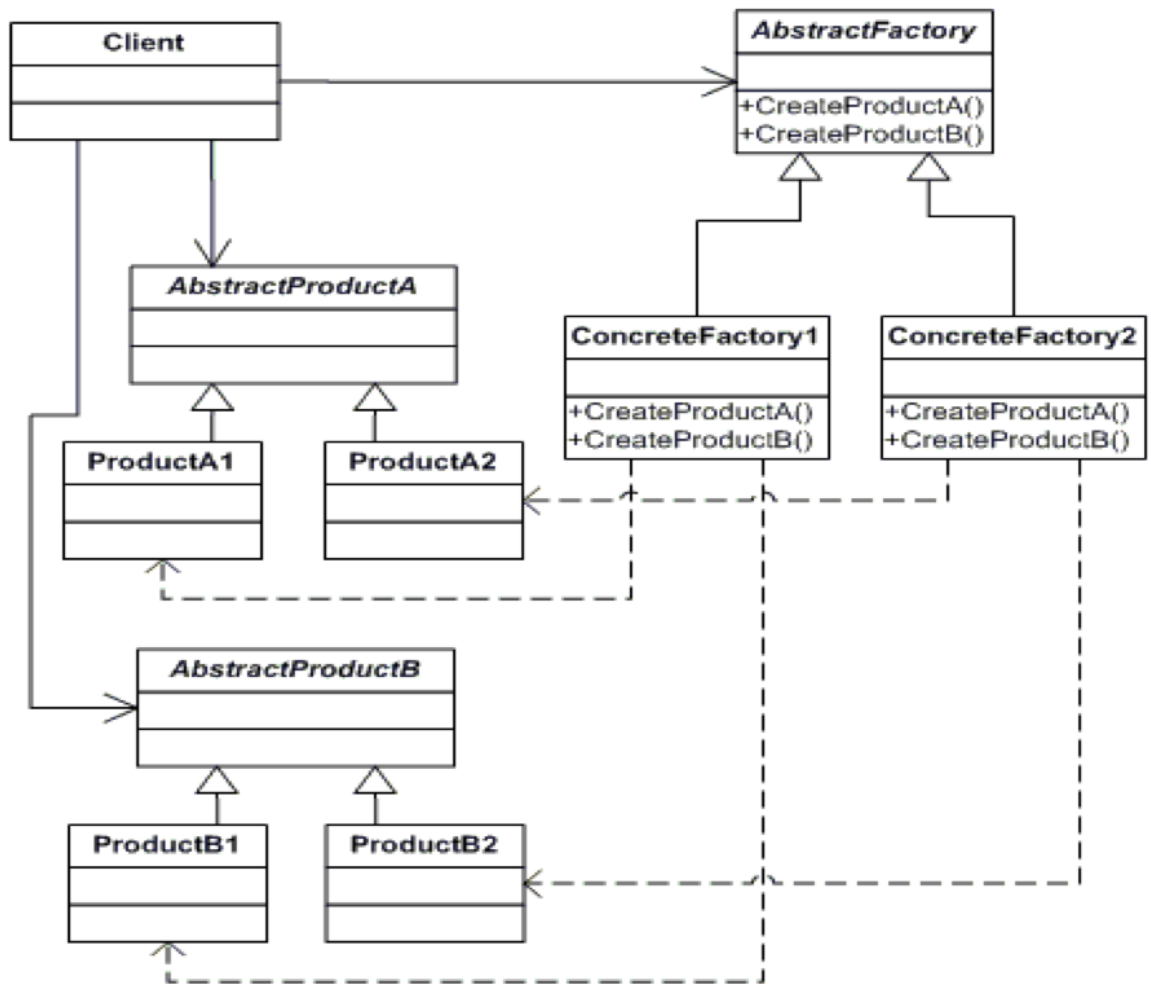 Client
AbstractFactory
+CreateProductA()
+CreateProductB()
AbstractProductA
ConcreteFactory1
+CreateProductA()
+CreateProductB()
ConcreteFactory2
+CreateProductA()
+CreateProductB()
ProductA1
ProductA2
AbstractProductB
ProductB1
ProductB2